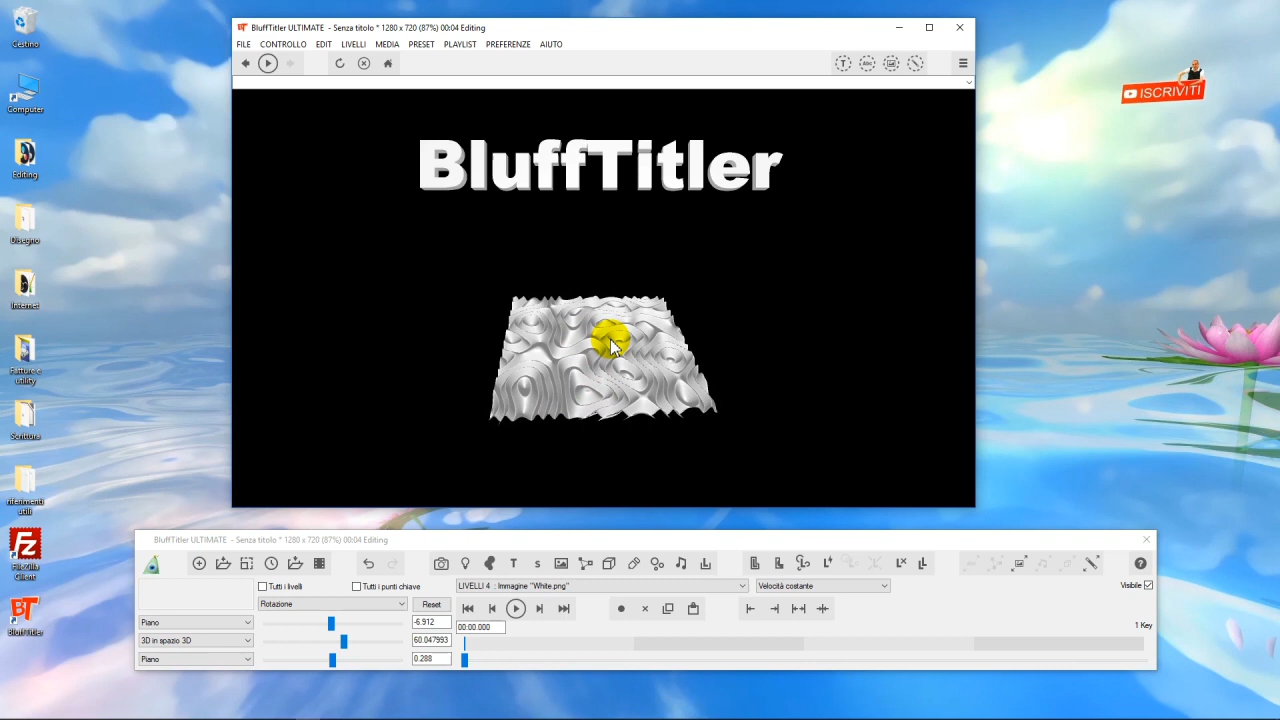 Cestino
Computer
Editing
Disegno
Internet
Fatture e
utility
Scrittura
riferimenti
utili
FileZilla
Client
BluffTitler
BluffTitler ULTIMATE - Senza titolo * 1280 x 720 (87%) 00:04 Editing
FILE CONTROLLO EDIT LIVELLI MEDIA PRESET PLAYLIST PREFERENZE AIUTO
BluffTitler
ISCRIVITI
BluffTitler ULTIMATE - Senza titolo * 1280 x 720 (87%) 00:04 Editing
Tutti i livelli Tutti i punti chiave LIVELLI 4 : Immagine "White.png" Velocità costante Visibile
Rotazione Reset
Piano -6.912 00:00.000 1 Key
3D in spazio 3D 60.047993
Piano 0.288